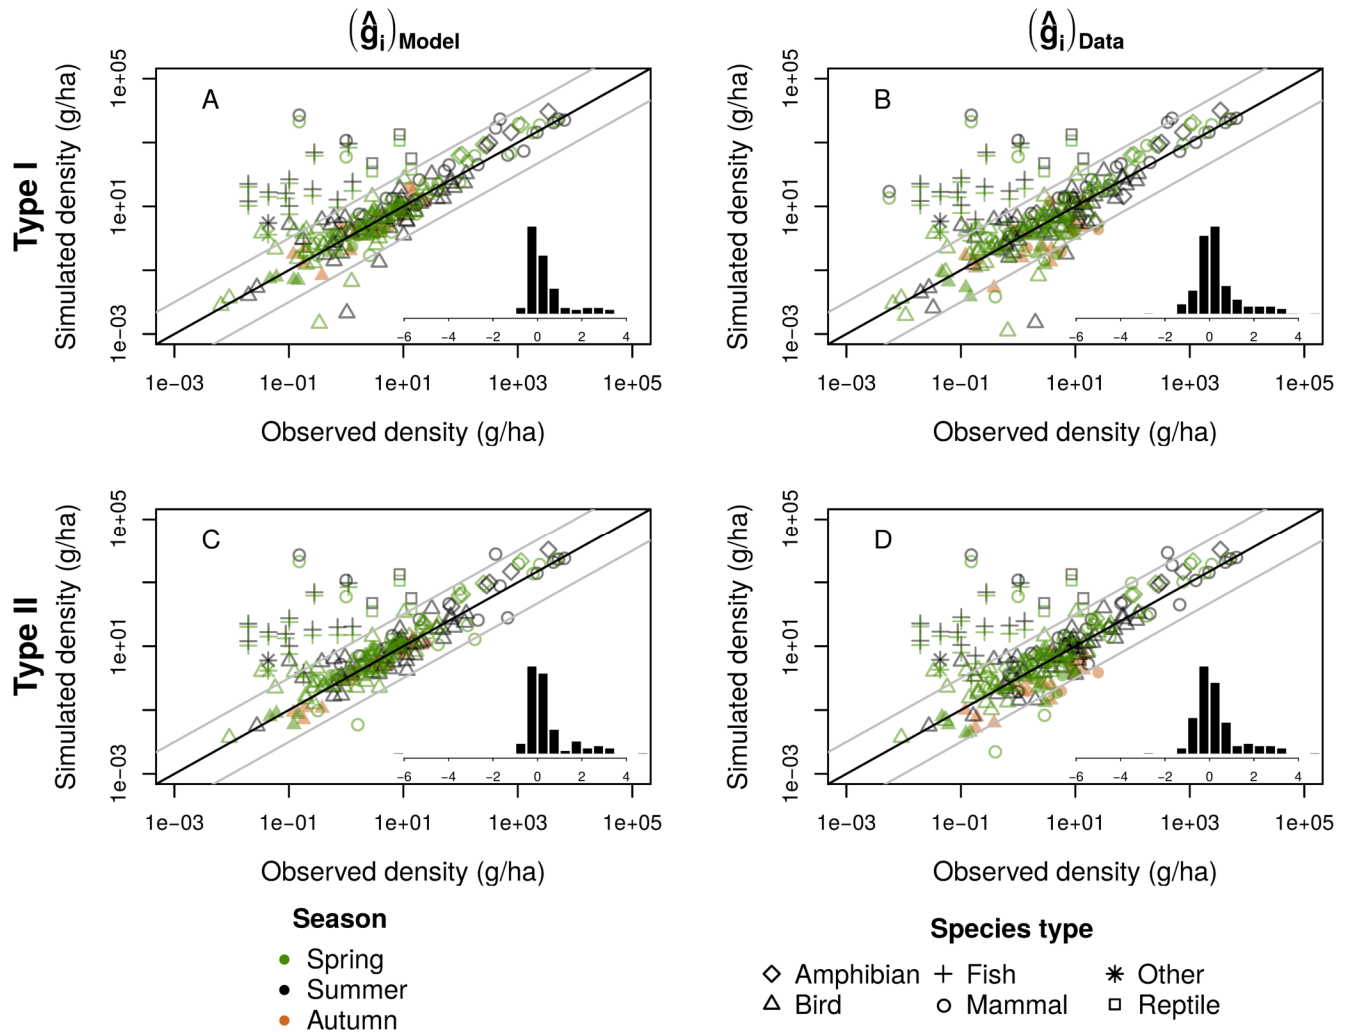 (ĝi)Model
(ĝi)Data
Type I
Simulated density (g/ha)
1e+05
1e+01
1e-03
A
-6 -4 -2 0 2 4
1e-03 1e-01 1e+01 1e+03 1e+05
Observed density (g/ha)
Simulated density (g/ha)
1e+05
1e+01
1e-03
B
-6 -4 -2 0 2 4
1e-03 1e-01 1e+01 1e+03 1e+05
Observed density (g/ha)
Type II
Simulated density (g/ha)
1e+05
1e+01
1e-03
C
-6 -4 -2 0 2 4
1e-03 1e-01 1e+01 1e+03 1e+05
Observed density (g/ha)
Simulated density (g/ha)
1e+05
1e+01
1e-03
D
-6 -4 -2 0 2 4
1e-03 1e-01 1e+01 1e+03 1e+05
Observed density (g/ha)
Season
Spring
Summer
Autumn
Species type
Amphibian Fish Other
Bird Mammal Reptile